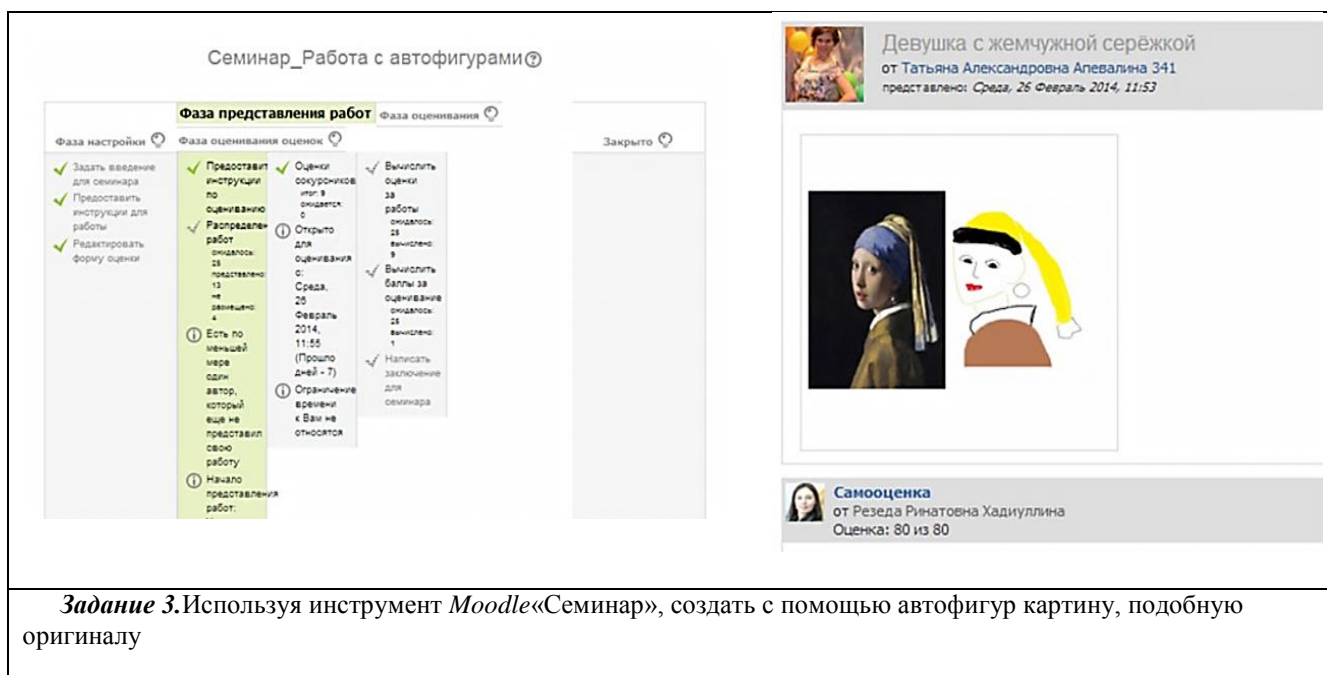 Семинар_Работа с автофигурами
Фаза представления работ Фаза оценивания
Фаза настройки Фаза оценивания оценок Закрыто
Задать введение
для семинара
Предоставить
инструкции для
работы
Редактировать
форму оценки
Предоставит
инструкции
по
оцениванию
Распределен
работ
ожидалось:
25
представлено:
13
не
размещено:
4
Есть по
меньшей
мере
один
автор,
который
еще не
представил
свою
работу
Начало
представления
работ:
Оценки
сокурсников
итог: 9
ожидается:
0
Открыто
для
оценивания
с:
Среда,
26
Февраль
2014,
11:55
(Прошло
дней - 7)
Ограничение
времени
к Вам не
относятся
Вычислить
оценки
за
работы
ожидалось:
25
вычислено:
9
Вычислить
баллы за
оценивание
ожидалось:
25
вычислено:
1
Написать
заключение
для
семинара
Девушка с жемчужной серёжкой
от Татьяна Александровна Апевалина 341
представлено: Среда, 26 Февраль 2014, 11:53
Самооценка
от Резеда Ринатовна Хадиуллина
Оценка: 80 из 80
Задание 3.Используя инструмент Moodle«Семинар», создать с помощью автофигур картину, подобную
оригиналу